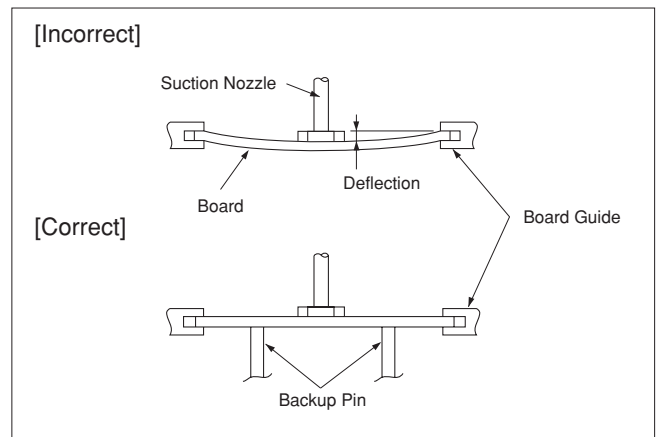 [Incorrect]
Suction Nozzle
Deflection
Board
Board Guide
[Correct]
Backup Pin